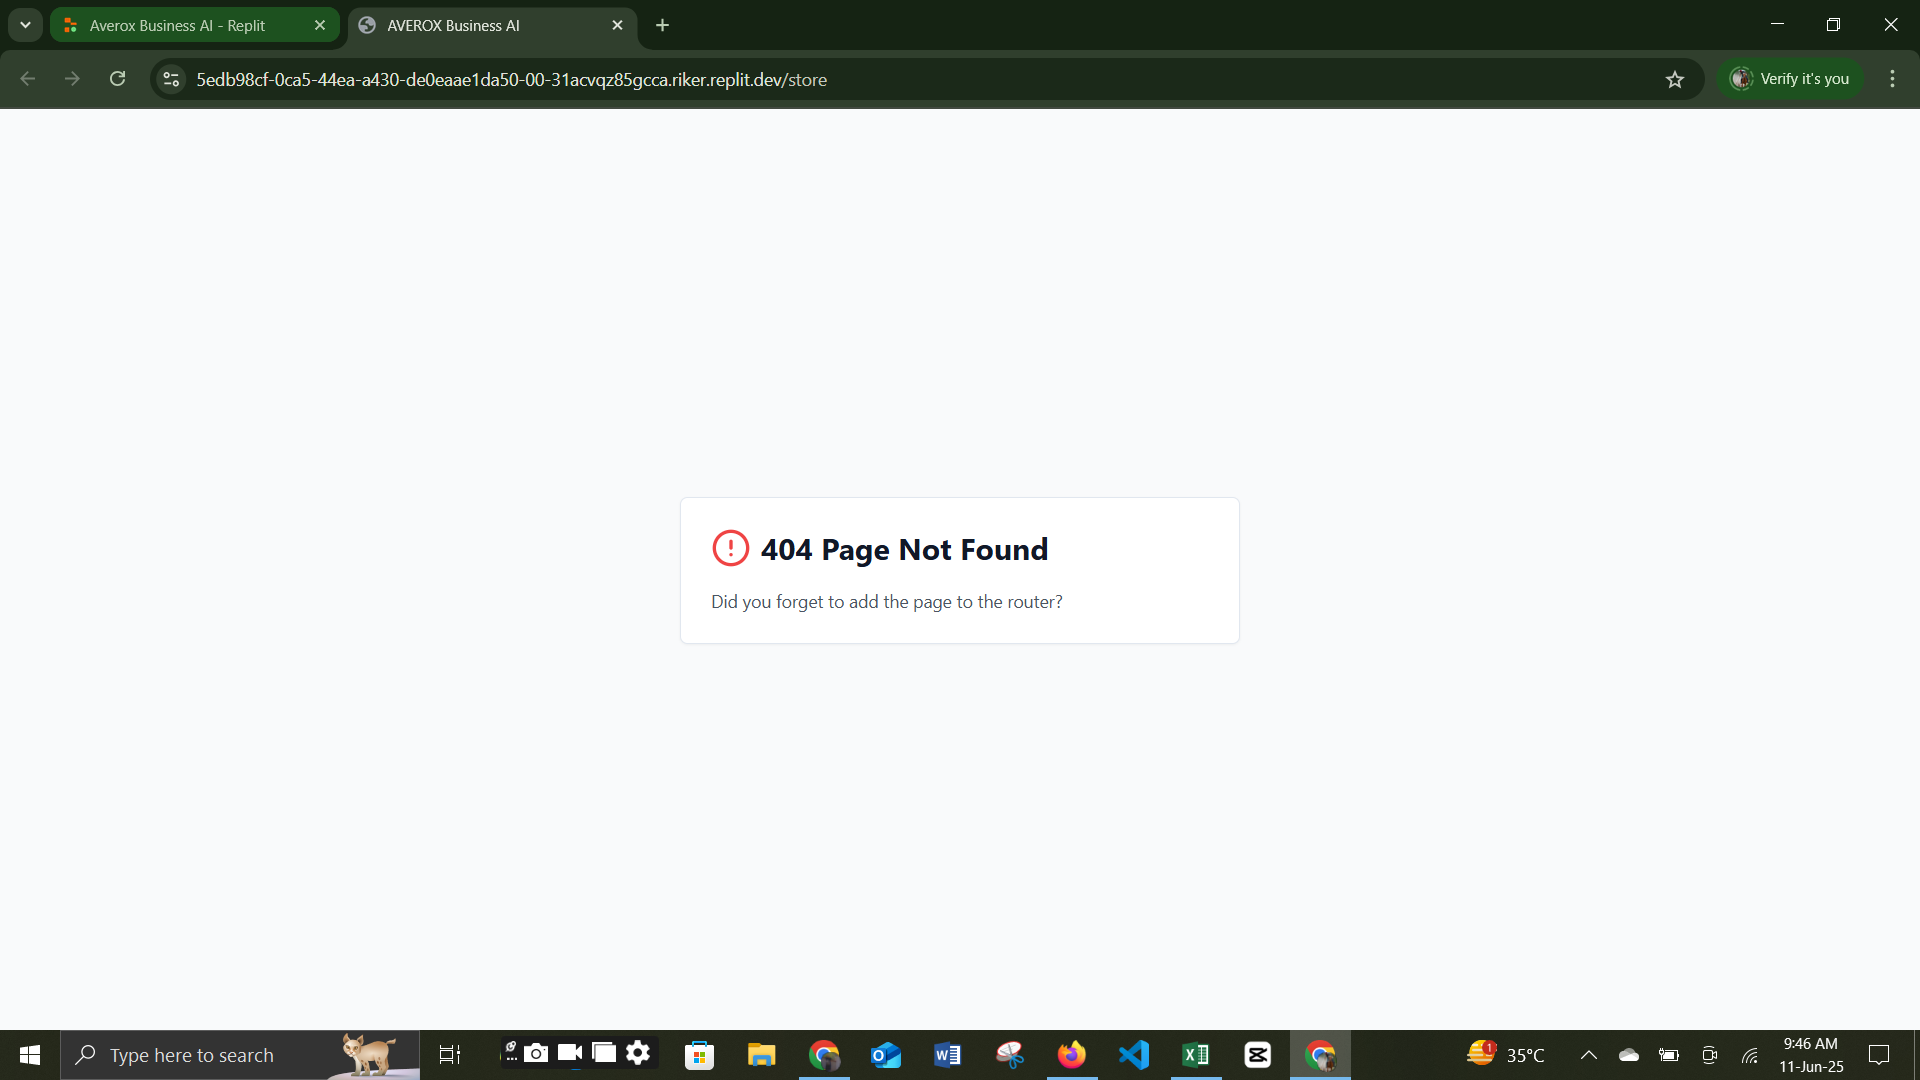 Averox Business AI - Replit
AVEROX Business AI
5edb98cf-0ca5-44ea-a430-de0eaae1da50-00-31acvqz85gcca.riker.replit.dev/store
Verify it's you
404 Page Not Found
Did you forget to add the page to the router?
Type here to search
1
35°C
9:46 AM
11-Jun-25